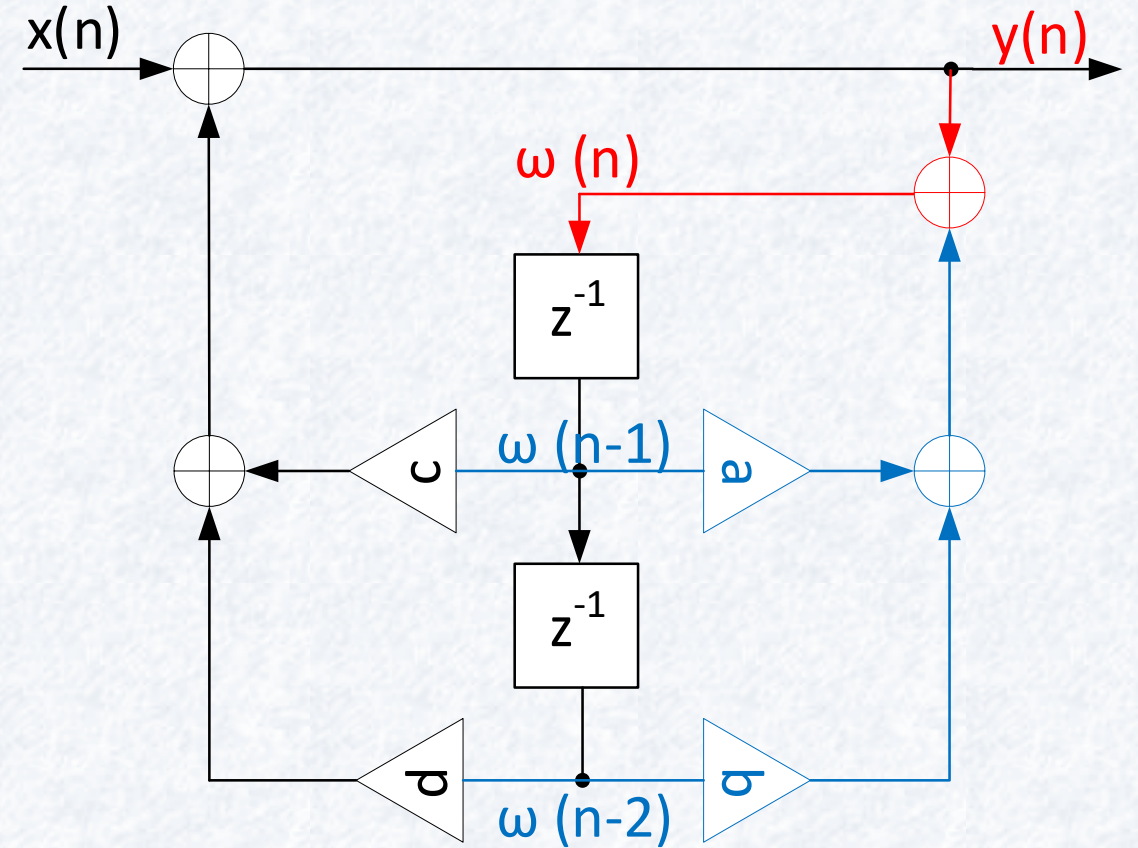 x(n)
y(n)
ω (n)
z⁻¹
c
ω (n-1)
a
z⁻¹
d
b
ω (n-2)